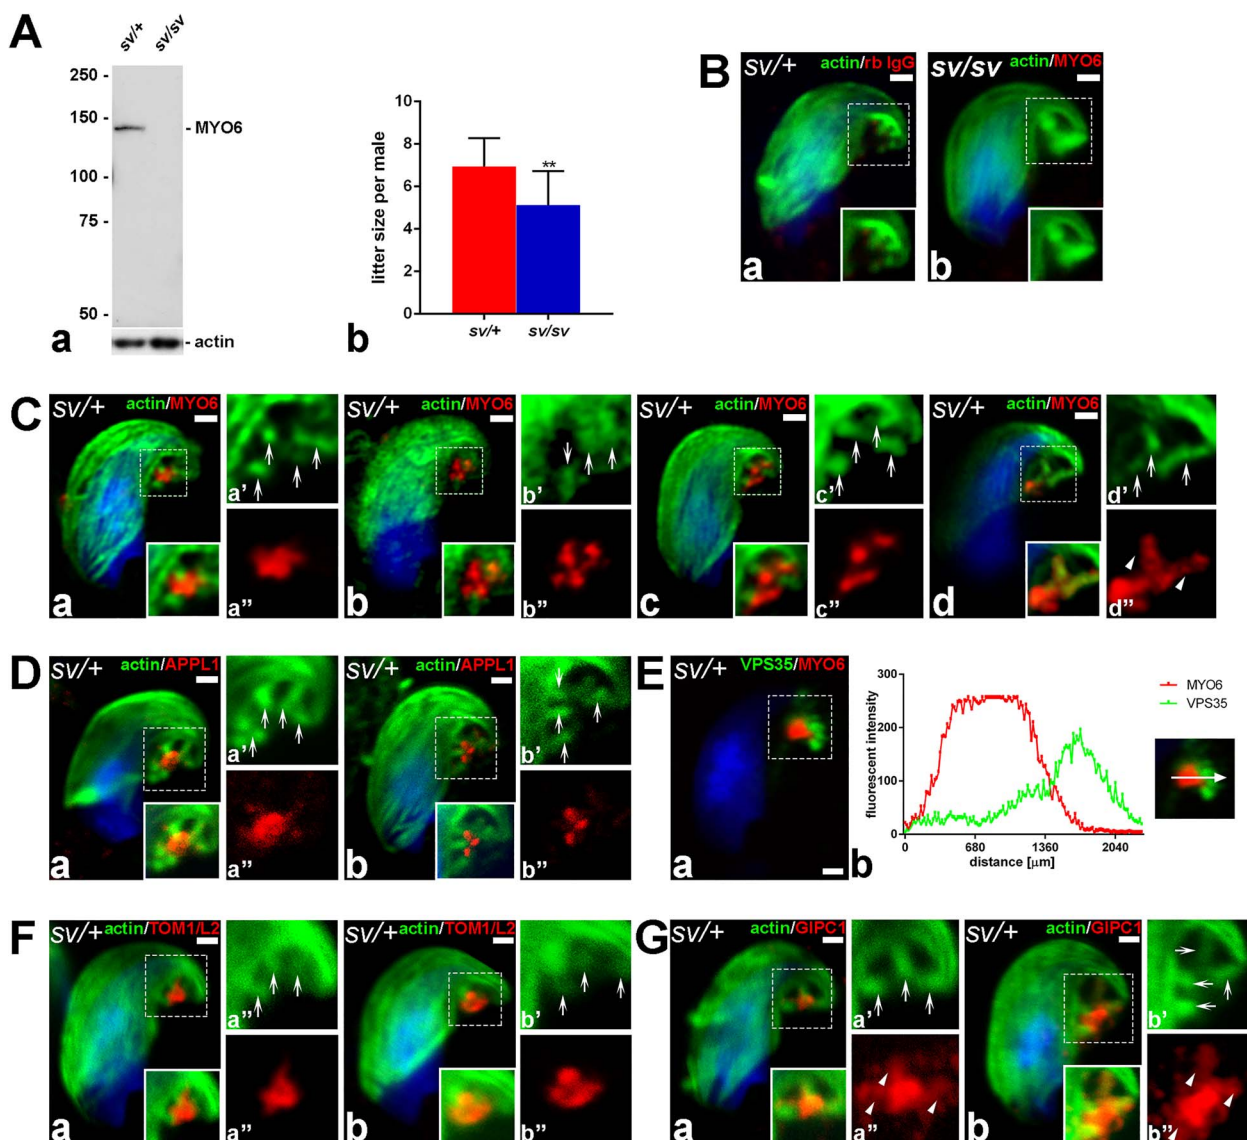 A
sv/+ sv/sv
250 -
150 -
- MYO6
100 -
75 -
50 -
- actin
a
litter size per male
10
8
6
4
2
0
**
sv/+ sv/sv
b
B
sv/+ actin/rb IgG
a
sv/sv actin/MYO6
b
C
sv/+ actin/MYO6
a
a'
a"
sv/+ actin/MYO6
b
b'
b"
sv/+ actin/MYO6
c
c'
c"
sv/+ actin/MYO6
d
d'
d"
D
sv/+ actin/APPL1
a
a'
a"
sv/+ actin/APPL1
b
b'
b"
E
sv/+ VPS35/MYO6
a
fluorescent intensity
300
200
100
0
0 680 1360 2040
distance [μm]
MYO6
VPS35
b
F
sv/+ actin/TOM1/L2
a
a"
a"
sv/+ actin/TOM1/L2
b
b'
b"
G
sv/+ actin/GIPC1
a
a'
a"
sv/+ actin/GIPC1
b
b'
b"